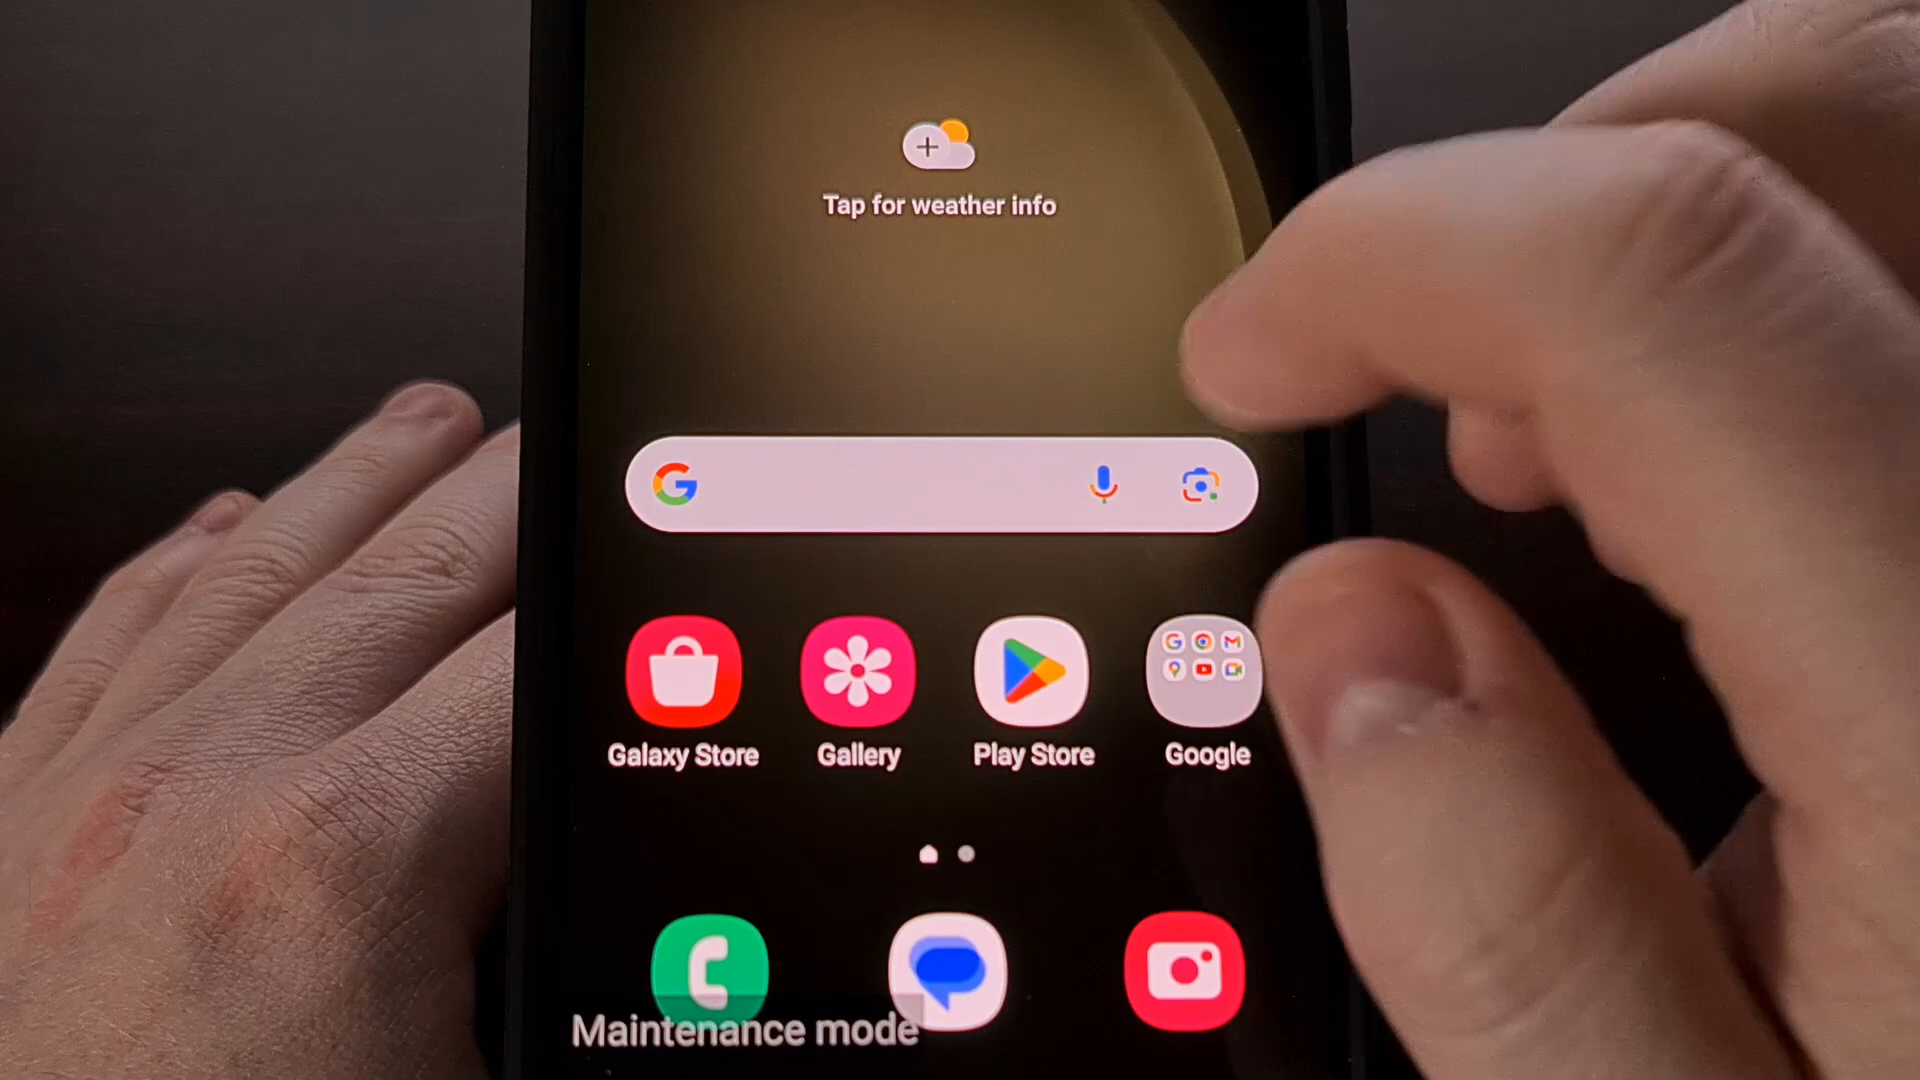 Tap for weather info
Galaxy Store
Gallery
Play Store
Google
Maintenance mode